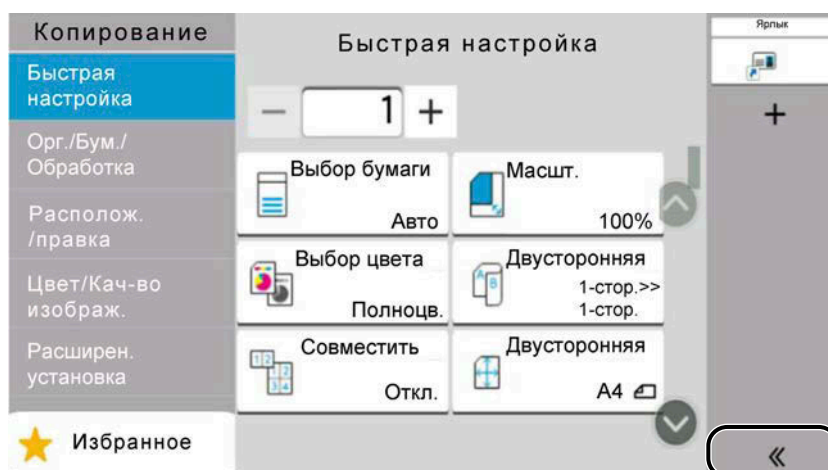 Копирование
Быстрая
настройка
Орг./Бум./
Обработка
Располож.
/правка
Цвет/Кач-во
изображ.
Расширен.
установка
Избранное
Быстрая настройка
− 1 +
Выбор бумаги
Авто
Масшт.
100%
Выбор цвета
Полноцв.
Двусторонняя
1-стор.>>
1-стор.
Совместить
Откл.
Двусторонняя
A4
Ярлык
+
«